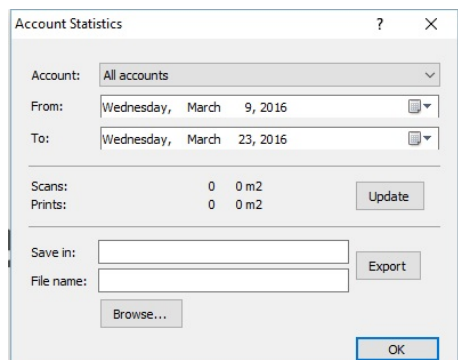 Account Statistics ?
Account: All accounts
From: Wednesday, March 9, 2016
To: Wednesday, March 23, 2016
Scans: 0 0 m2
Prints: 0 0 m2
Update
Save in:
Export
File name:
Browse...
OK